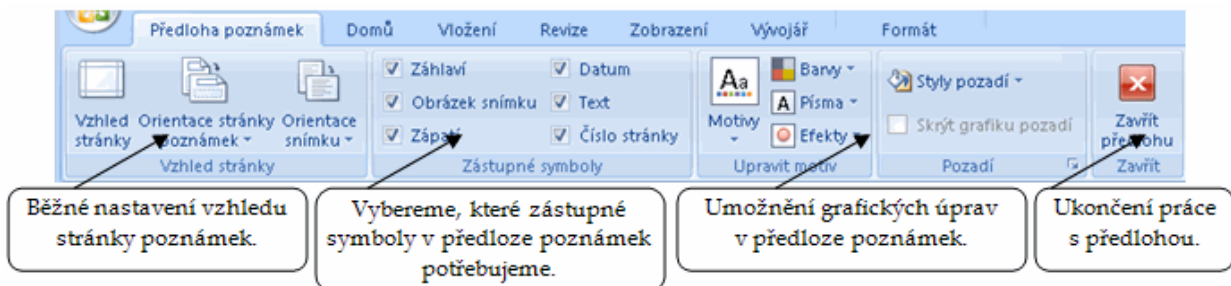 Předloha poznámek Domů Vložení Revize Zobrazení Vývojář Formát
Záhlaví Datum Barvy Styly pozadí
Obrázek snímku Text Aa A Písma
Vzhled stránky Orientace stránky poznámek Orientace snímku Motivy Skrýt grafiku pozadí Zavřít předlohu
Zápatí Číslo stránky Efekty
Vzhled stránky Zástupné symboly Upravit motiv Pozadí Zavřít
Běžné nastavení vzhledu
stránky poznámek.
Vybereme, které zástupné
symboly v předloze poznámek
potřebujeme.
Umožnění grafických úprav
v předloze poznámek.
Ukončení práce
s předlohou.